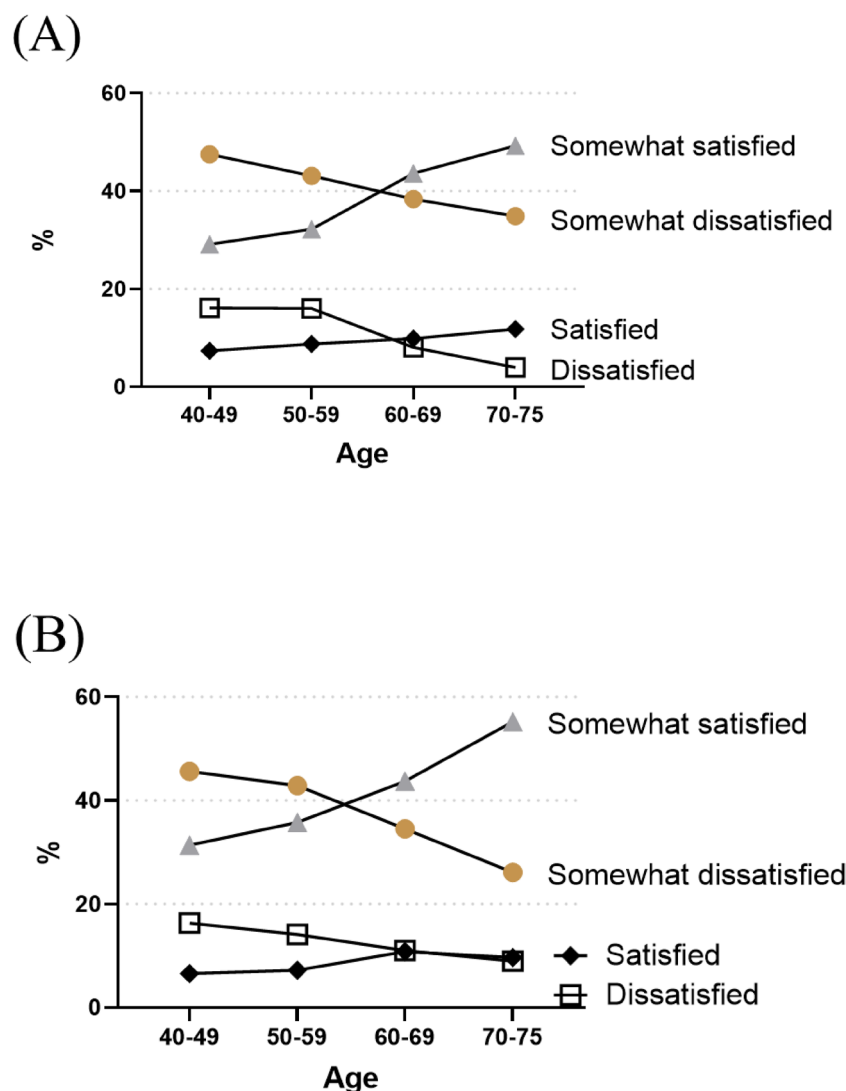 (A)
60
40
20
0
%
40-49 50-59 60-69 70-75
Age
Somewhat satisfied
Somewhat dissatisfied
Satisfied
Dissatisfied
(B)
60
40
20
0
%
40-49 50-59 60-69 70-75
Age
Somewhat satisfied
Somewhat dissatisfied
Satisfied
Dissatisfied